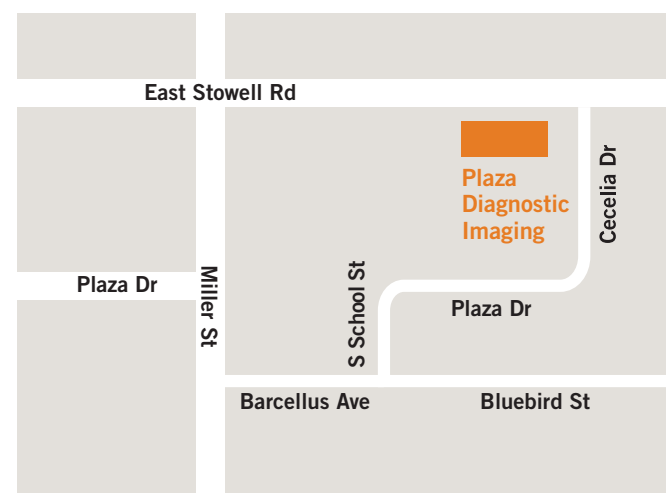 East Stowell Rd
Plaza
Diagnostic
Imaging
Cecelia Dr
Plaza Dr
Miller St
S School St
Plaza Dr
Barcellus Ave
Bluebird St